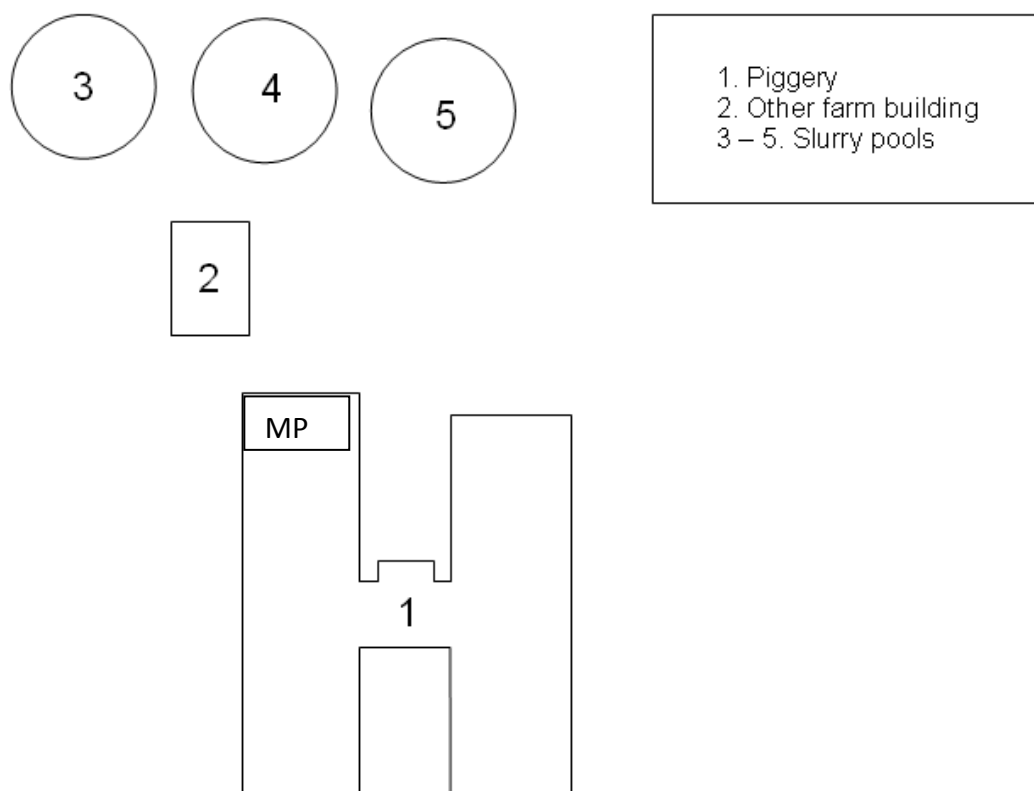 3
4
5
1. Piggery
2. Other farm building
3 – 5. Slurry pools
2
MP
1